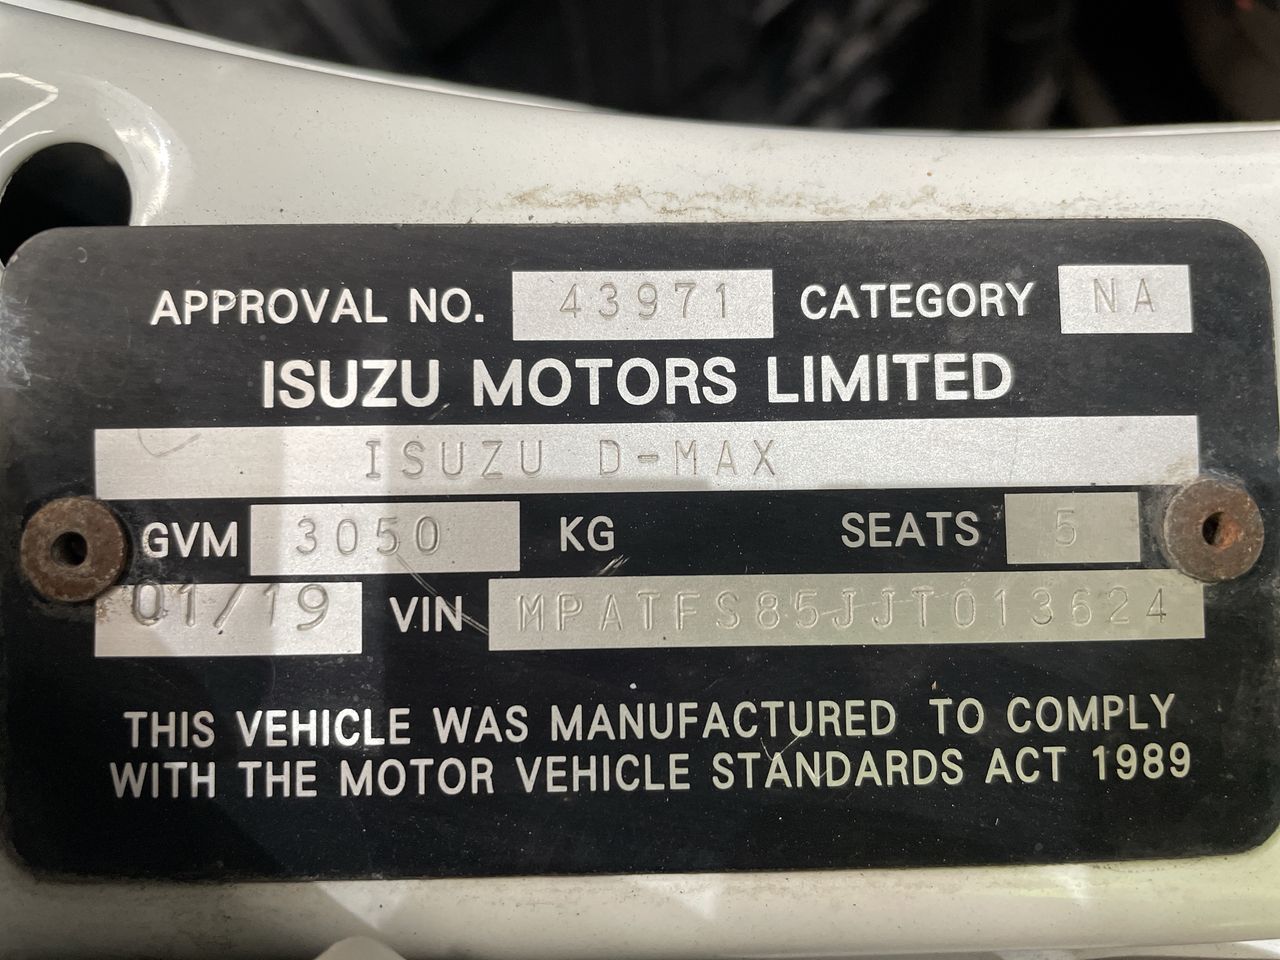 APPROVAL NO. 43971 CATEGORY NA
ISUZU MOTORS LIMITED
ISUZU D-MAX
GVM 3050 KG SEATS 5
01/19 VIN MPATFS85JJT013624
THIS VEHICLE WAS MANUFACTURED TO COMPLY
WITH THE MOTOR VEHICLE STANDARDS ACT 1989